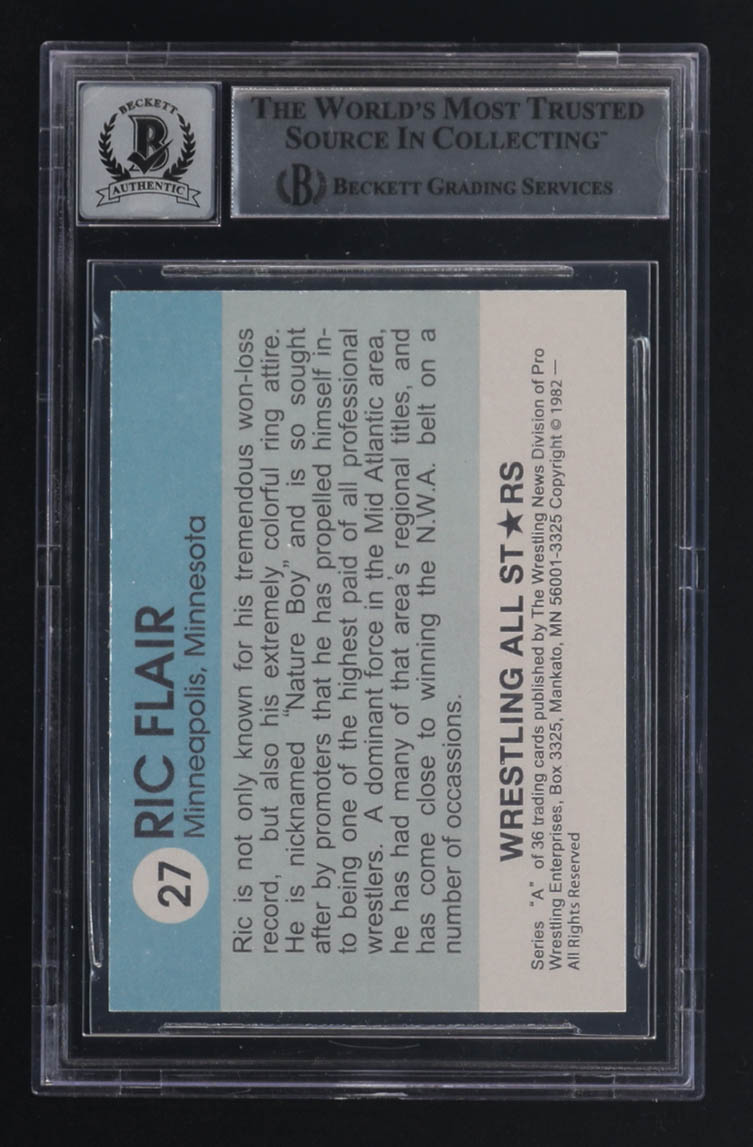 BECKETT
B
AUTHENTIC
THE WORLD'S MOST TRUSTED
SOURCE IN COLLECTING™
B BECKETT GRADING SERVICES
27
RIC FLAIR
Minneapolis, Minnesota
Ric is not only known for his tremendous won-loss
record, but also his extremely colorful ring attire.
He is nicknamed "Nature Boy" and is so sought
after by promoters that he has propelled himself in-
to being one of the highest paid of all professional
wrestlers. A dominant force in the Mid Atlantic area,
he has had many of that area's regional titles, and
has come close to winning the N.W.A. belt on a
number of occassions.
WRESTLING ALL ST★RS
Series "A" of 36 trading cards published by The Wrestling News Division of Pro
Wrestling Enterprises, Box 3325, Mankato, MN 56001-3325 Copyright © 1982 —
All Rights Reserved